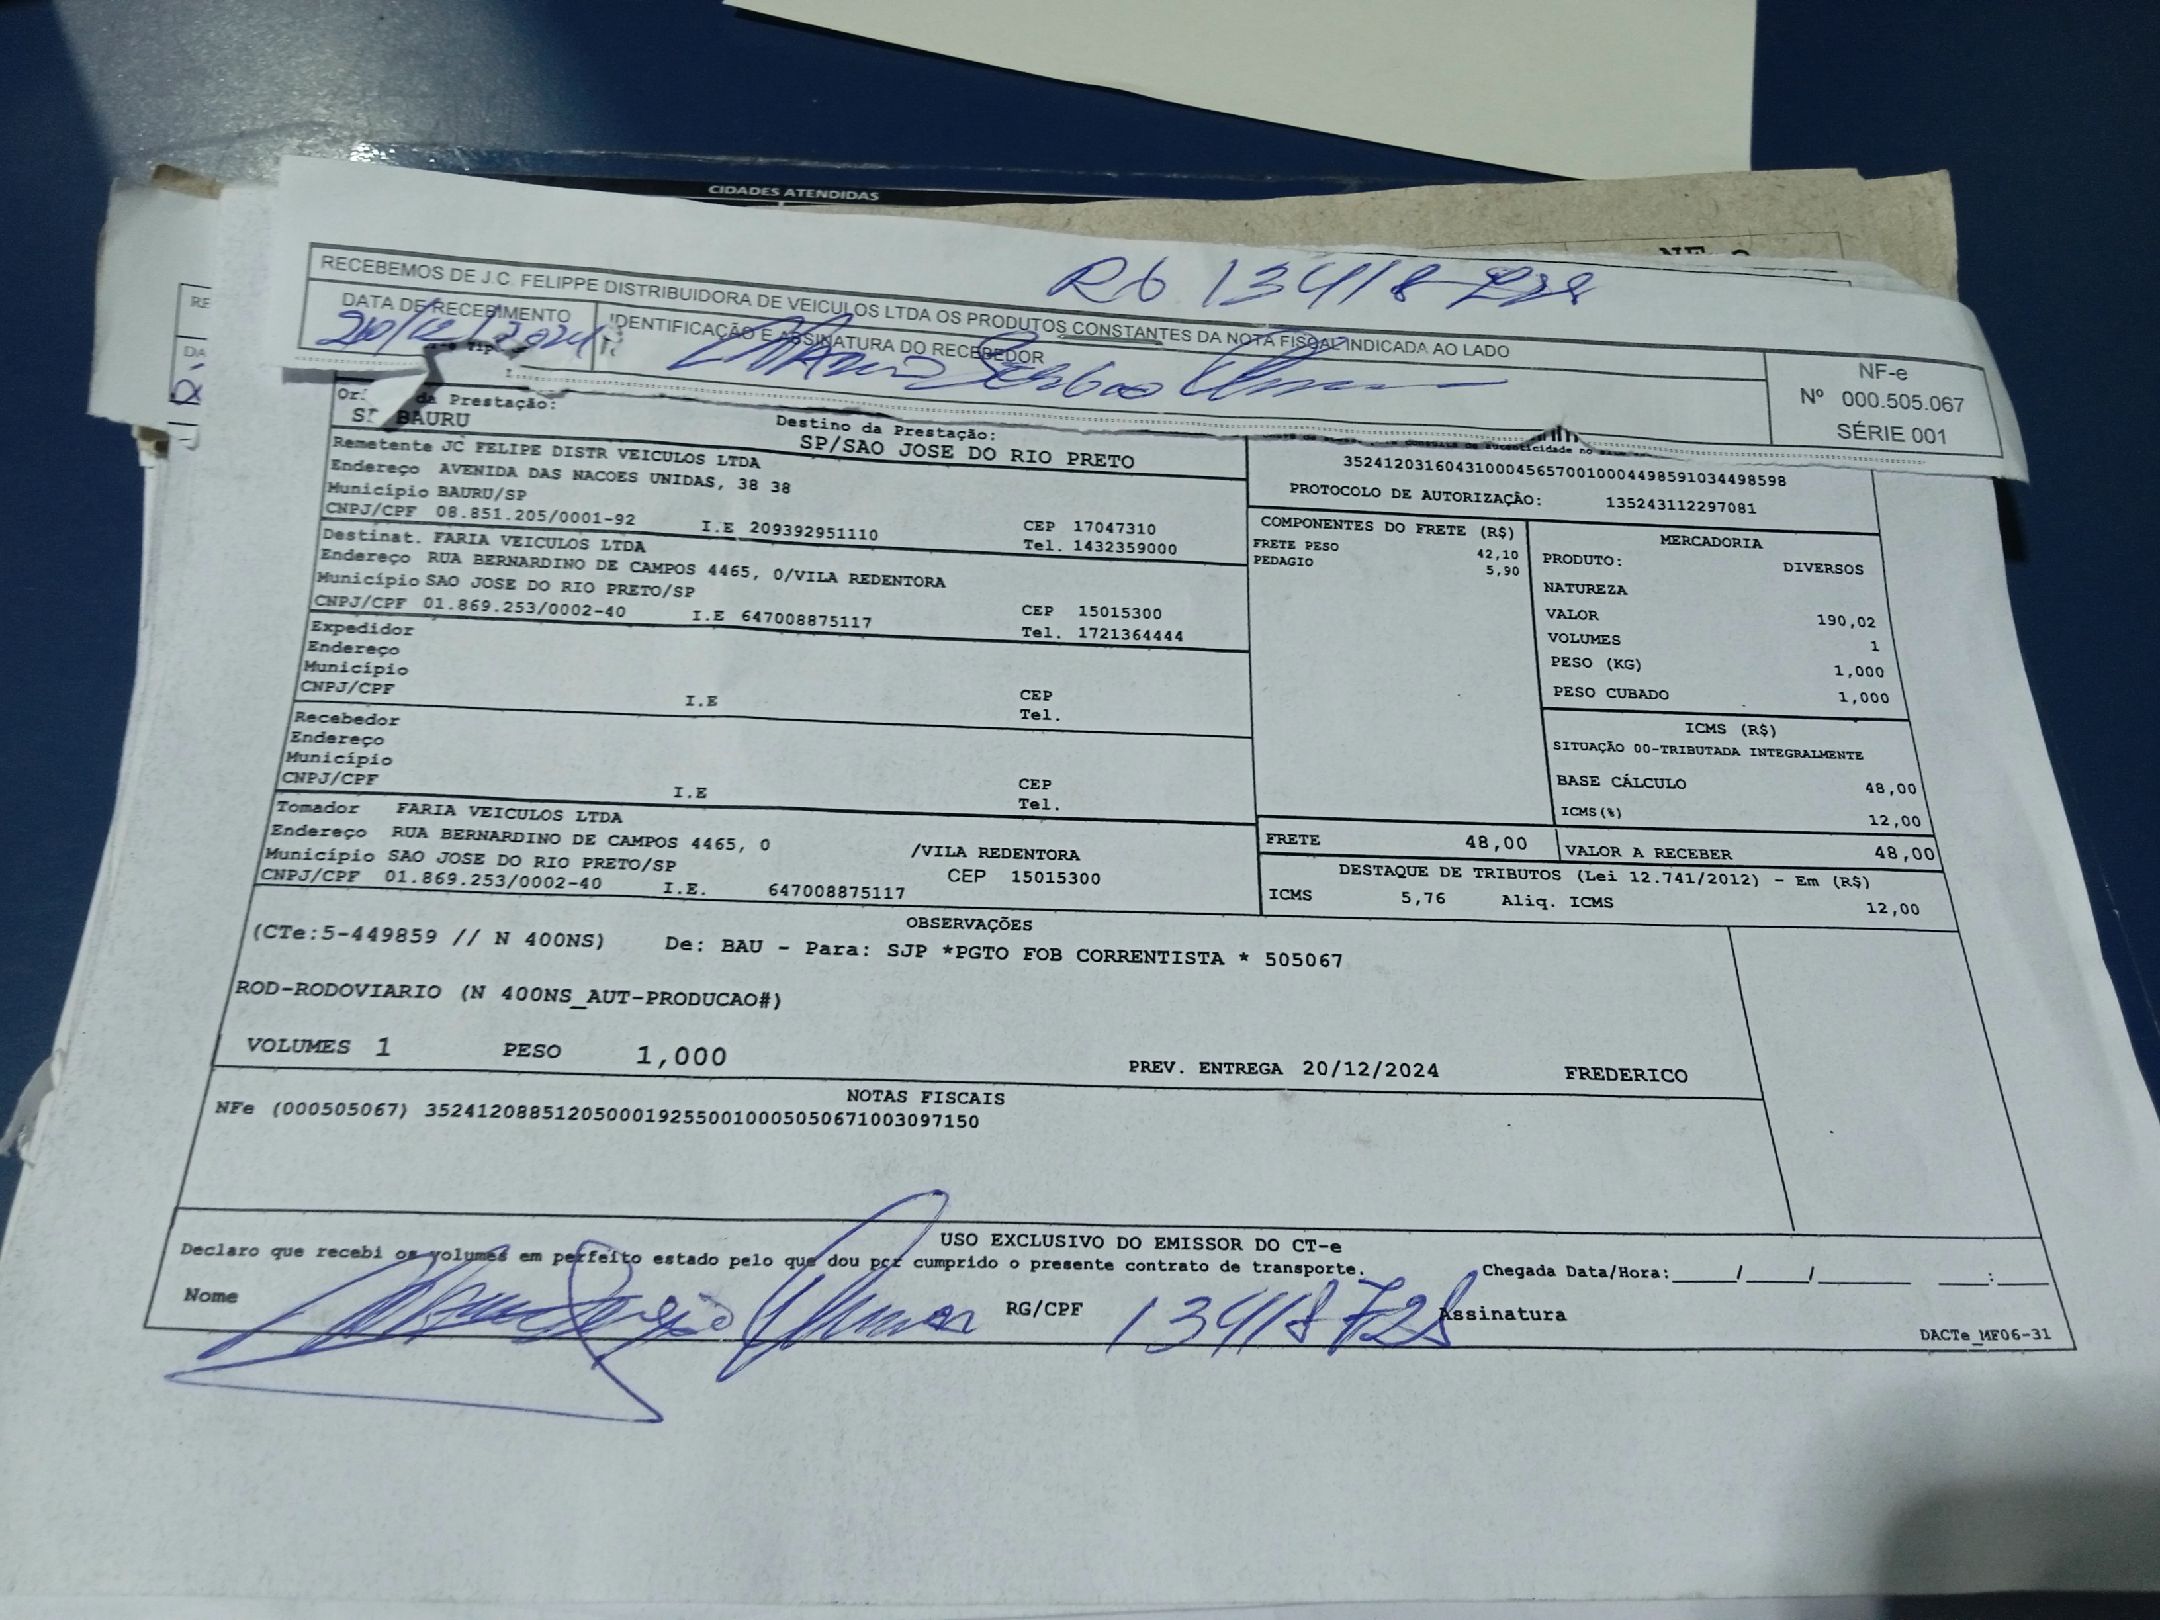 CIDADES ATENDIDAS
NF-e
RE
DA
RG 13418 728
RECEBEMOS DE J.C. FELIPPE DISTRIBUIDORA DE VEICULOS LTDA OS PRODUTOS CONSTANTES DA NOTA FISCAL INDICADA AO LADO
DATA DE RECEBIMENTO
20/12/2024
IDENTIFICAÇÃO E ASSINATURA DO RECEBEDOR
NF-e
Nº 000.505.067
SÉRIE 001
da Prestação:
BAURU
Destino da Prestação:
SP/SAO JOSE DO RIO PRETO
Remetente JC FELIPE DISTR VEICULOS LTDA
Endereço AVENIDA DAS NACOES UNIDAS, 38 38
Município BAURU/SP
CNPJ/CPF 08.851.205/0001-92 I.E 209392951110 CEP 17047310
Tel. 1432359000
Destinat. FARIA VEICULOS LTDA
Endereço RUA BERNARDINO DE CAMPOS 4465, 0/VILA REDENTORA
Município SAO JOSE DO RIO PRETO/SP
CNPJ/CPF 01.869.253/0002-40 I.E 647008875117 CEP 15015300
Tel. 1721364444
Expedidor
Endereço
Município
CNPJ/CPF I.E CEP
Tel.
Recebedor
Endereço
Município
CNPJ/CPF I.E CEP
Tel.
Tomador FARIA VEICULOS LTDA
Endereço RUA BERNARDINO DE CAMPOS 4465, 0 /VILA REDENTORA
Município SAO JOSE DO RIO PRETO/SP CEP 15015300
CNPJ/CPF 01.869.253/0002-40 I.E. 647008875117
35241203160431000456570010004498591034498598
PROTOCOLO DE AUTORIZAÇÃO: 135243112297081
COMPONENTES DO FRETE (R$)
FRETE PESO 42,10
PEDAGIO 5,90
MERCADORIA
PRODUTO: DIVERSOS
NATUREZA
VALOR 190,02
VOLUMES 1
PESO (KG) 1,000
PESO CUBADO 1,000
ICMS (R$)
SITUAÇÃO 00-TRIBUTADA INTEGRALMENTE
BASE CÁLCULO 48,00
ICMS(%) 12,00
FRETE 48,00 VALOR A RECEBER 48,00
DESTAQUE DE TRIBUTOS (Lei 12.741/2012) - Em (R$)
ICMS 5,76 Aliq. ICMS 12,00
OBSERVAÇÕES
(CTe:5-449859 // N 400NS) De: BAU - Para: SJP *PGTO FOB CORRENTISTA * 505067
ROD-RODOVIARIO (N 400NS_AUT-PRODUCAO#)
VOLUMES 1 PESO 1,000 PREV. ENTREGA 20/12/2024 FREDERICO
NOTAS FISCAIS
NFe (000505067) 35241208851205000192550010005050671003097150
USO EXCLUSIVO DO EMISSOR DO CT-e
Declaro que recebi os volumes em perfeito estado pelo que dou por cumprido o presente contrato de transporte. Chegada Data/Hora:_____/_____/_______ ____:____
Nome RG/CPF 13418728 Assinatura
DACTe_MF06-31